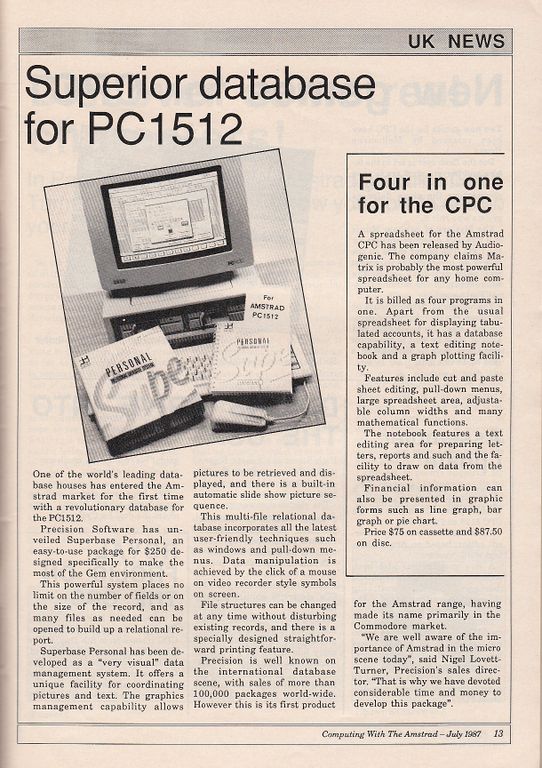 UK NEWS
Superior database
for PC1512
For
AMSTRAD
PC1512
PERSONAL
PERSONAL
One of the world's leading data-
base houses has entered the Am-
strad market for the first time
with a revolutionary database for
the PC1512.
Precision Software has un-
veiled Superbase Personal, an
easy-to-use package for $250 de-
signed specifically to make the
most of the Gem environment.
This powerful system places no
limit on the number of fields or on
the size of the record, and as
many files as needed can be
opened to build up a relational re-
port.
Superbase Personal has been de-
veloped as a "very visual" data
management system. It offers a
unique facility for coordinating
pictures and text. The graphics
management capability allows
pictures to be retrieved and dis-
played, and there is a built-in
automatic slide show picture se-
quence.
This multi-file relational da-
tabase incorporates all the latest
user-friendly techniques such
as windows and pull-down me-
nus. Data manipulation is
achieved by the click of a mouse
on video recorder style symbols
on screen.
File structures can be changed
at any time without disturbing
existing records, and there is a
specially designed straightfor-
ward printing feature.
Precision is well known on
the international database
scene, with sales of more than
100,000 packages world-wide.
However this is its first product
for the Amstrad range, having
made its name primarily in the
Commodore market.
"We are well aware of the im-
portance of Amstrad in the micro
scene today", said Nigel Lovett-
Turner, Precision's sales direc-
tor. "That is why we have devoted
considerable time and money to
develop this package".
Four in one
for the CPC
A spreadsheet for the Amstrad
CPC has been released by Audio-
genic. The company claims Ma-
trix is probably the most powerful
spreadsheet for any home com-
puter.
It is billed as four programs in
one. Apart from the usual
spreadsheet for displaying tabu-
lated accounts, it has a database
capability, a text editing note-
book and a graph plotting facili-
ty.
Features include cut and paste
sheet editing, pull-down menus,
large spreadsheet area, adjusta-
ble column widths and many
mathematical functions.
The notebook features a text
editing area for preparing let-
ters, reports and such and the fa-
cility to draw on data from the
spreadsheet.
Financial information can
also be presented in graphic
forms such as line graph, bar
graph or pie chart.
Price $75 on cassette and $87.50
on disc.
Computing With The Amstrad – July 1987 13